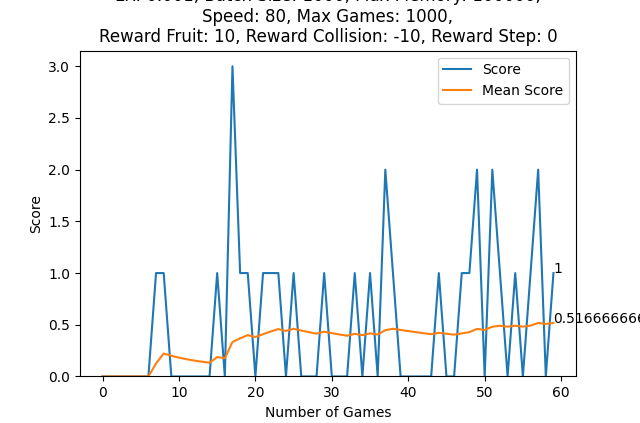 Speed: 80, Max Games: 1000,
Reward Fruit: 10, Reward Collision: -10, Reward Step: 0
3.0
2.5
2.0
1.5
1.0
0.5
0.0
Score
Score
Mean Score
1
0.516666666
0
10
20
30
40
50
60
Number of Games